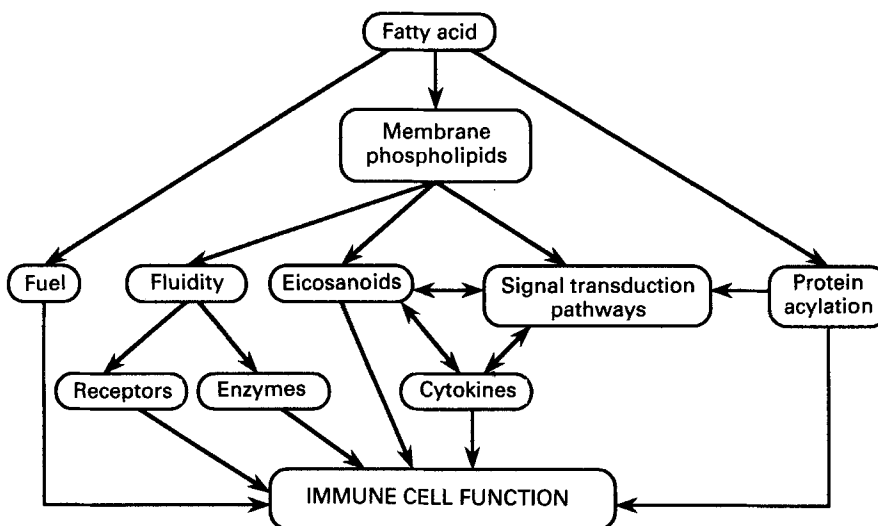 Fatty acid
Membrane
phospholipids
Fuel
Fluidity
Eicosanoids
Signal transduction
pathways
Protein
acylation
Receptors
Enzymes
Cytokines
IMMUNE CELL FUNCTION